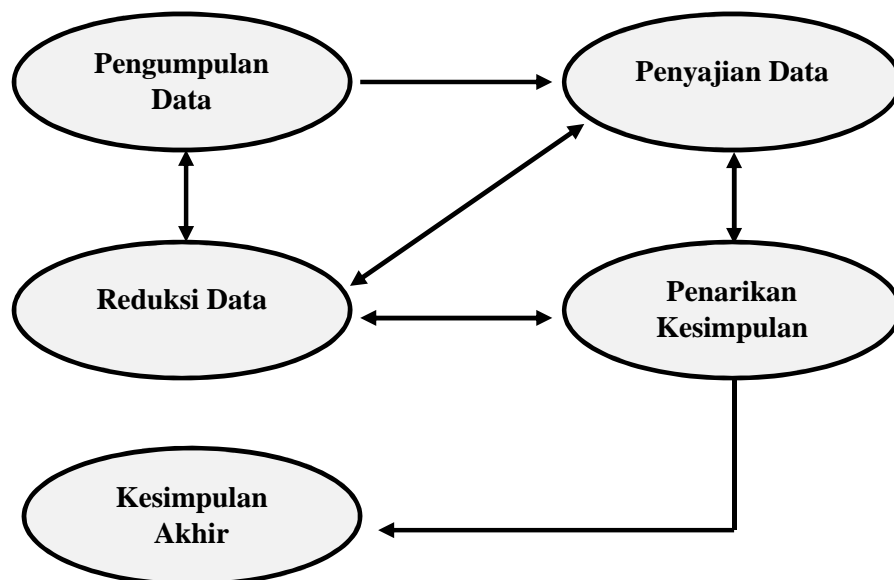 Pengumpulan
Data
Penyajian Data
Reduksi Data
Penarikan
Kesimpulan
Kesimpulan
Akhir